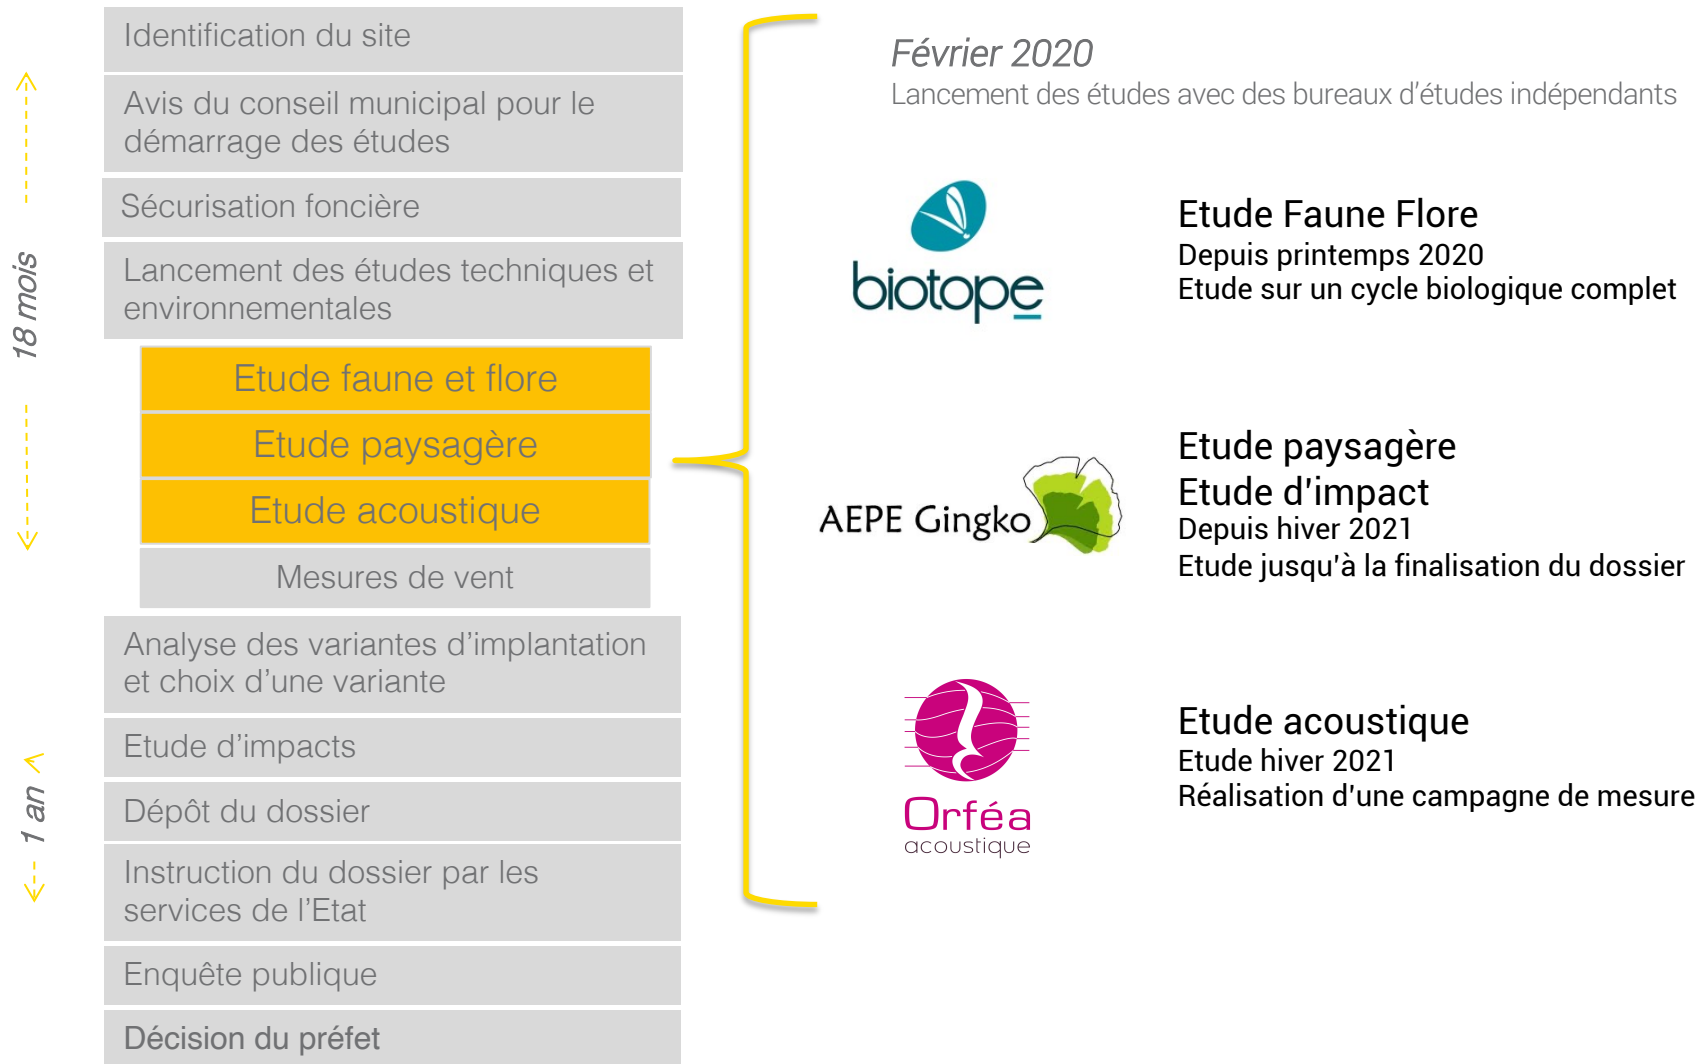 Identification du site
Avis du conseil municipal pour le
démarrage des études
Sécurisation foncière
Lancement des études techniques et
environnementales
Etude faune et flore
Etude paysagère
Etude acoustique
Mesures de vent
Analyse des variantes d’implantation
et choix d’une variante
Etude d’impacts
Dépôt du dossier
Instruction du dossier par les
services de l’Etat
Enquête publique
Décision du préfet
18 mois
1 an
Février 2020
Lancement des études avec des bureaux d’études indépendants
biotope
Etude Faune Flore
Depuis printemps 2020
Etude sur un cycle biologique complet
AEPE Gingko
Etude paysagère
Etude d'impact
Depuis hiver 2021
Etude jusqu’à la finalisation du dossier
Orféa
acoustique
Etude acoustique
Etude hiver 2021
Réalisation d’une campagne de mesure